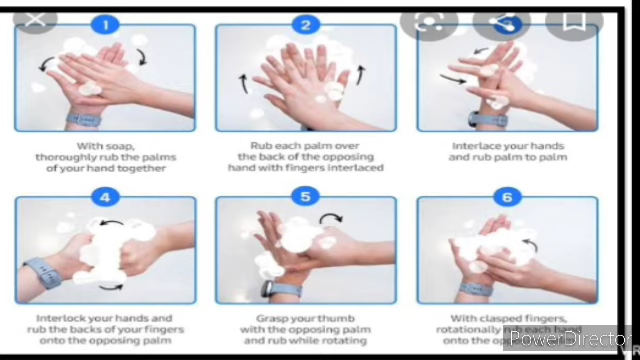 1
2
With soap,
thoroughly rub the palms
of your hand together
Rub each palm over
the back of the opposing
hand with fingers interlaced
Interlace your hands
and rub palm to palm
4
5
6
Interlock your hands and
rub the backs of your fingers
onto the opposing palm
Grasp your thumb
with the opposing palm
and rub while rotating
With clasped fingers,
rotationally rub each hand
onto the
PowerDirector